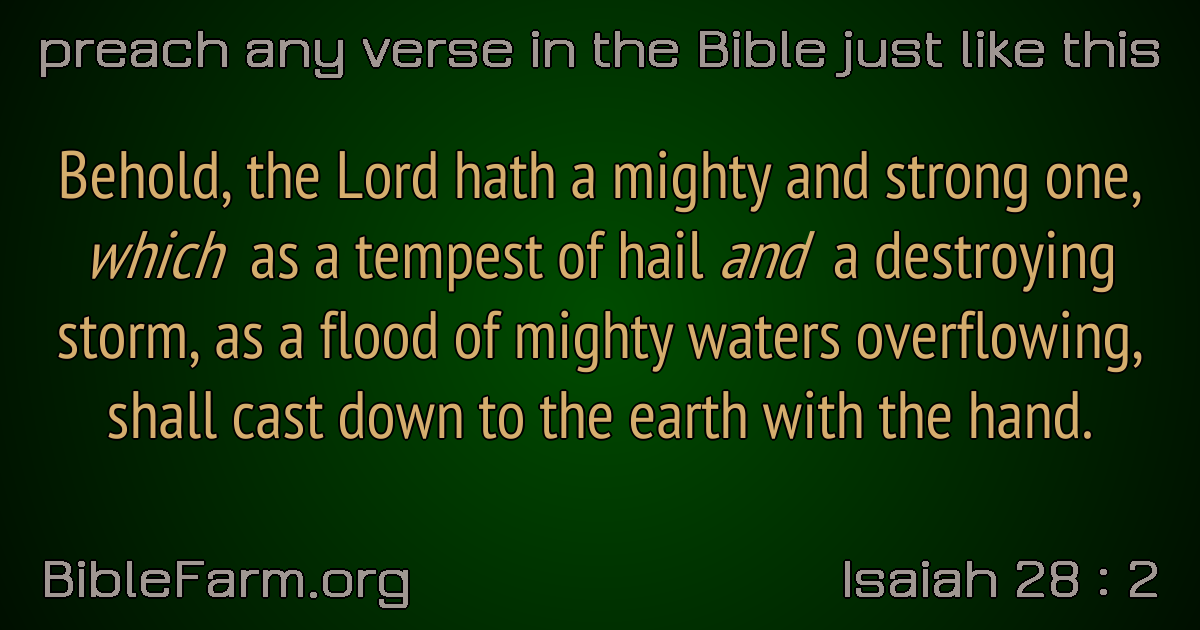 preach any verse in the Bible just like this
Behold, the Lord hath a mighty and strong one,
which as a tempest of hail and a destroying
storm, as a flood of mighty waters overflowing,
shall cast down to the earth with the hand.
BibleFarm.org
Isaiah 28 : 2